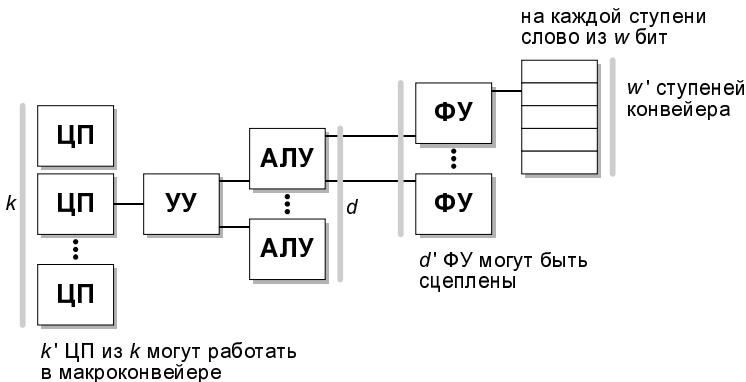 на каждой ступени
слово из w бит
w' ступеней
конвейера
k
ЦП
ЦП
ЦП
УУ
АЛУ
АЛУ
d
ФУ
ФУ
d' ФУ могут быть
сцеплены
k' ЦП из k могут работать
в макроконвейере